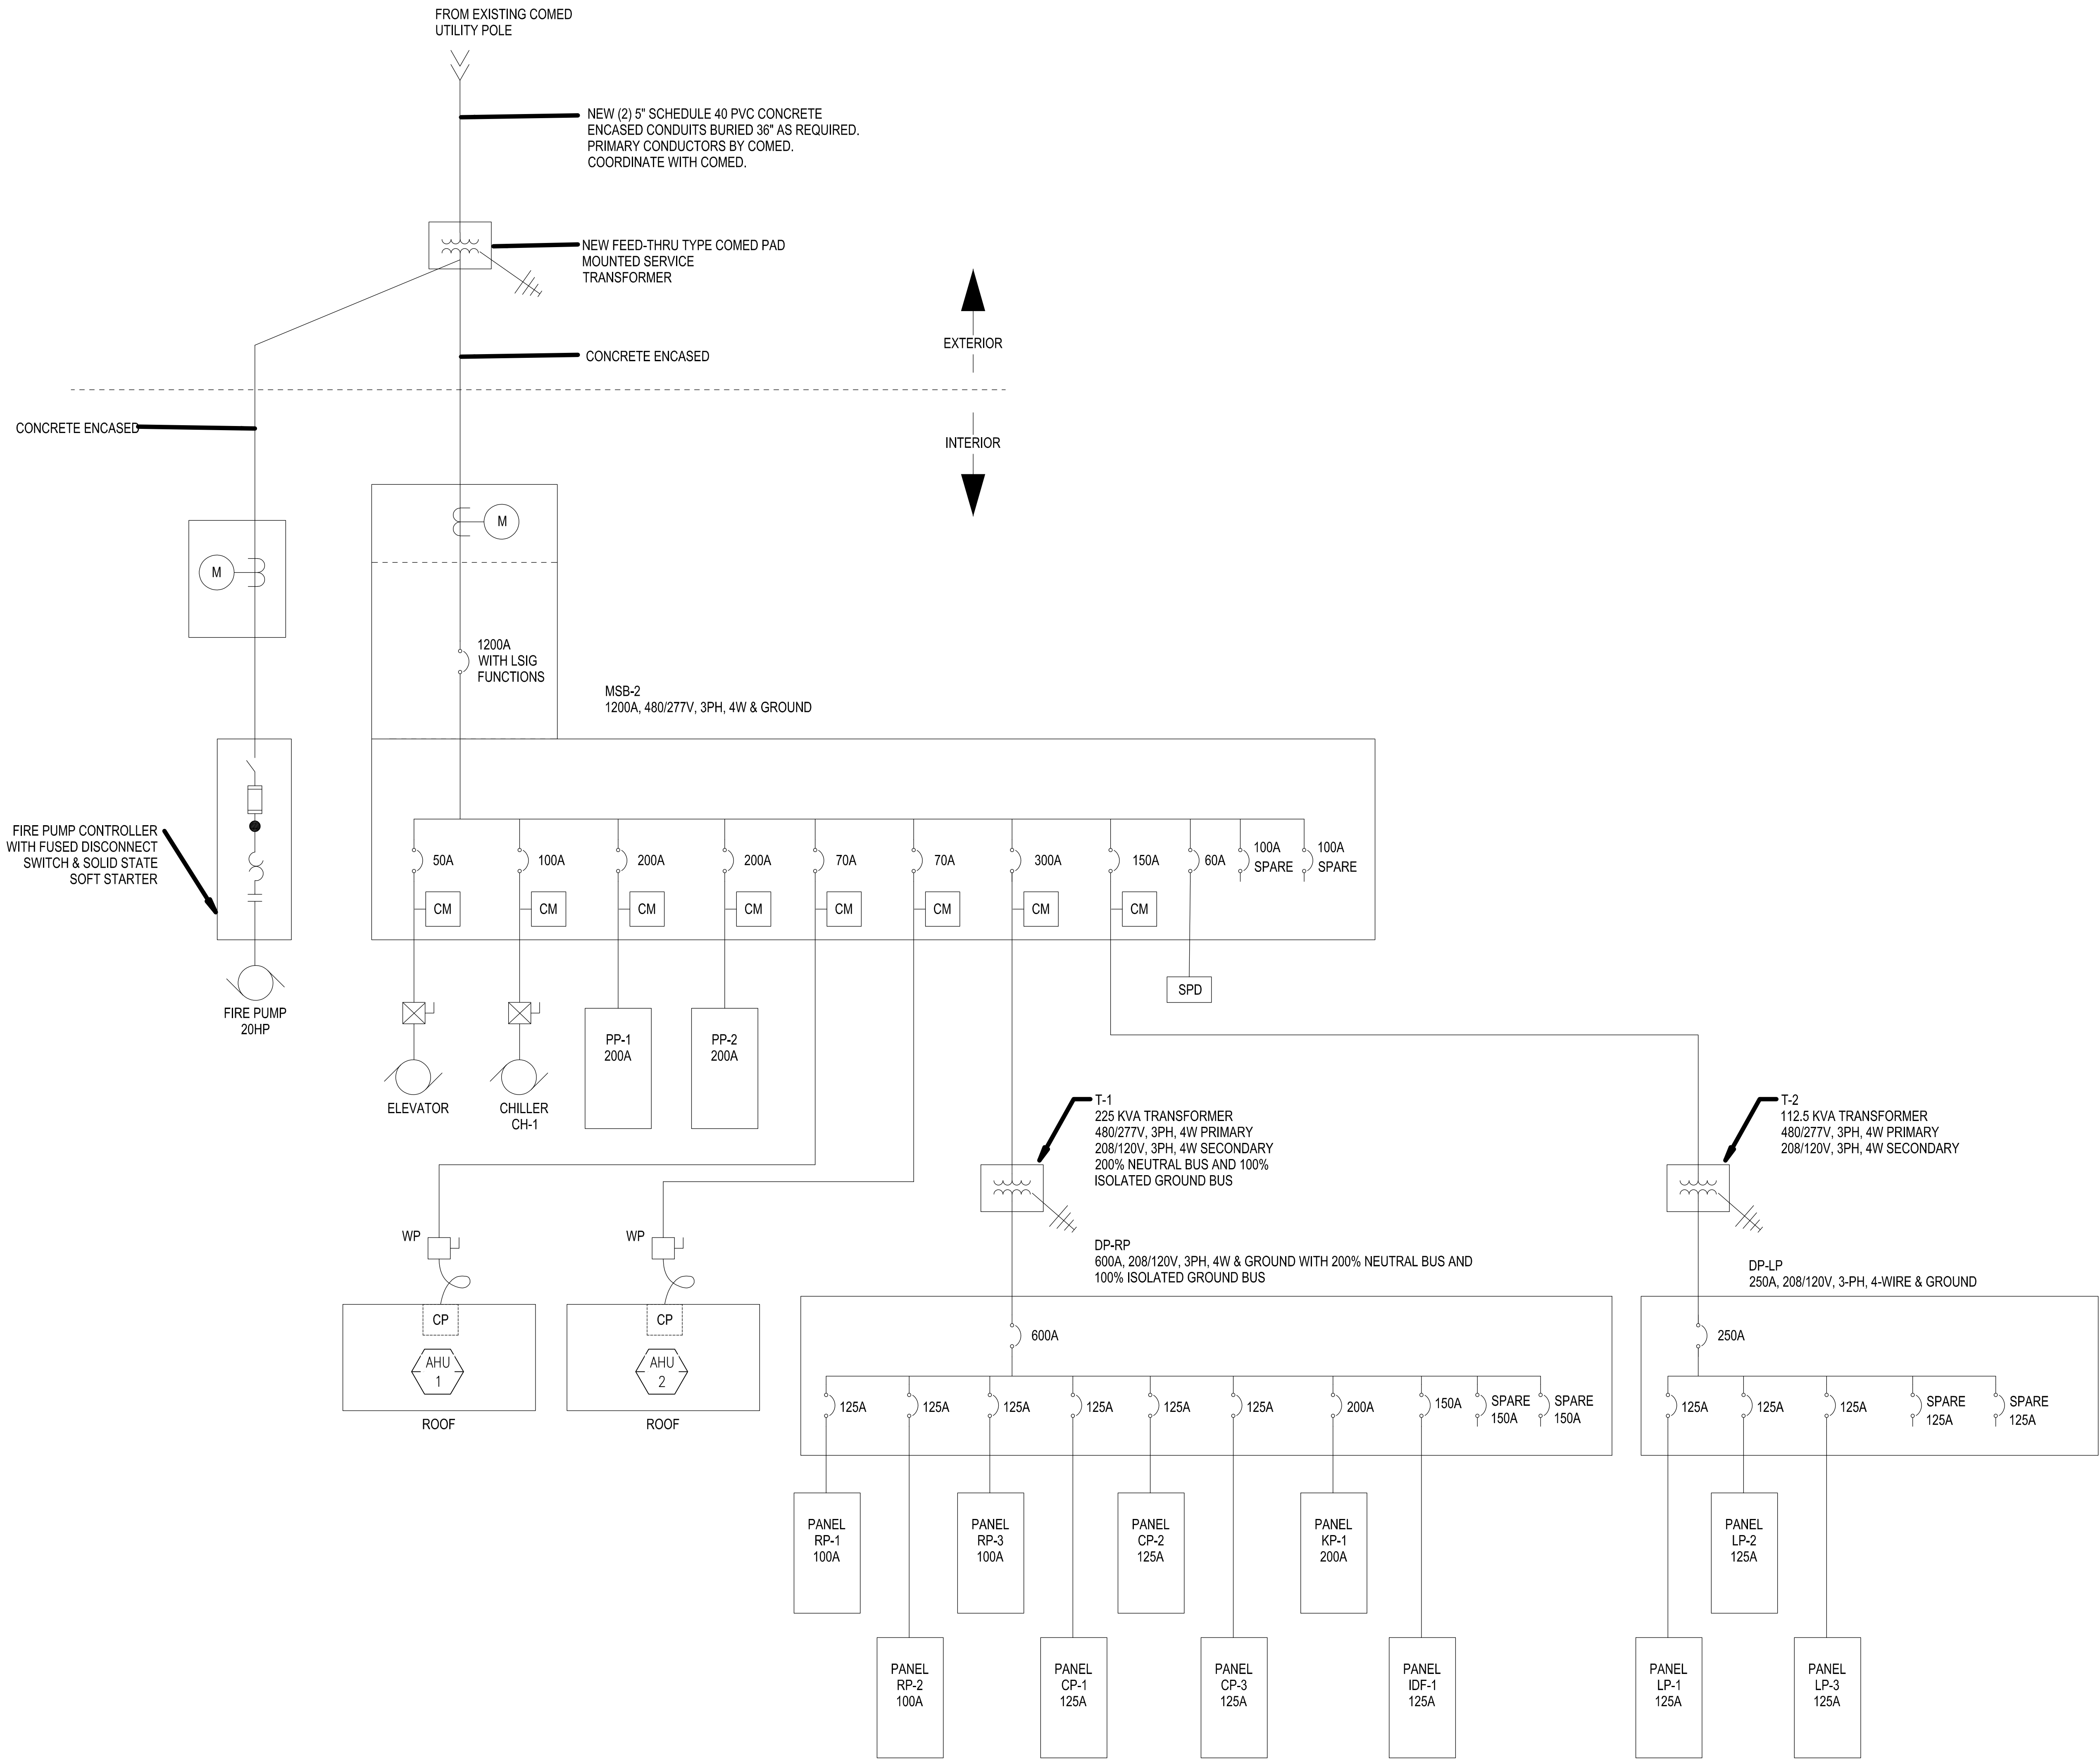 FROM EXISTING COMED
UTILITY POLE
NEW (2) 5" SCHEDULE 40 PVC CONCRETE
ENCASED CONDUITS BURIED 36" AS REQUIRED.
PRIMARY CONDUCTORS BY COMED.
COORDINATE WITH COMED.
NEW FEED-THRU TYPE COMED PAD
MOUNTED SERVICE
TRANSFORMER
EXTERIOR
CONCRETE ENCASED
CONCRETE ENCASED
INTERIOR
M
M
1200A
WITH LSIG
FUNCTIONS
MSB-2
1200A, 480/277V, 3PH, 4W & GROUND
FIRE PUMP CONTROLLER
WITH FUSED DISCONNECT
SWITCH & SOLID STATE
SOFT STARTER
FIRE PUMP
20HP
50A
100A
200A
200A
70A
70A
300A
150A
60A
100A
SPARE
100A
SPARE
CM
CM
CM
CM
CM
CM
CM
CM
SPD
ELEVATOR
CHILLER
CH-1
PP-1
200A
PP-2
200A
T-1
225 KVA TRANSFORMER
480/277V, 3PH, 4W PRIMARY
208/120V, 3PH, 4W SECONDARY
200% NEUTRAL BUS AND 100%
ISOLATED GROUND BUS
T-2
112.5 KVA TRANSFORMER
480/277V, 3PH, 4W PRIMARY
208/120V, 3PH, 4W SECONDARY
WP
CP
AHU
1
ROOF
WP
CP
AHU
2
ROOF
DP-RP
600A, 208/120V, 3PH, 4W & GROUND WITH 200% NEUTRAL BUS AND
100% ISOLATED GROUND BUS
600A
125A
125A
125A
125A
125A
125A
200A
150A
SPARE
150A
SPARE
150A
DP-LP
250A, 208/120V, 3-PH, 4-WIRE & GROUND
250A
125A
125A
125A
SPARE
125A
SPARE
125A
PANEL
RP-1
100A
PANEL
RP-3
100A
PANEL
CP-2
125A
PANEL
KP-1
200A
PANEL
LP-2
125A
PANEL
RP-2
100A
PANEL
CP-1
125A
PANEL
CP-3
125A
PANEL
IDF-1
125A
PANEL
LP-1
125A
PANEL
LP-3
125A